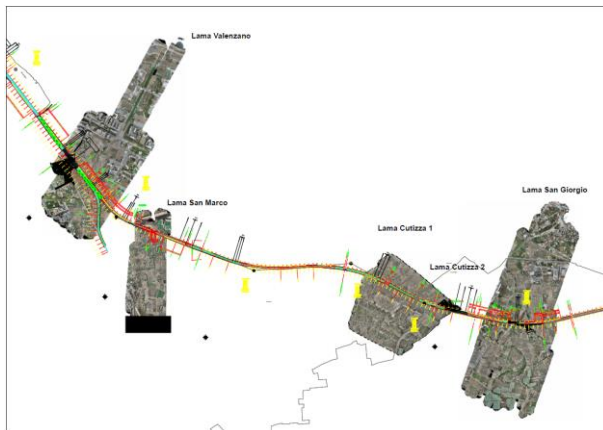 Lama Valenzano
Lama San Marco
Lama San Giorgio
Lama Cutizza 1
Lama Cutizza 2